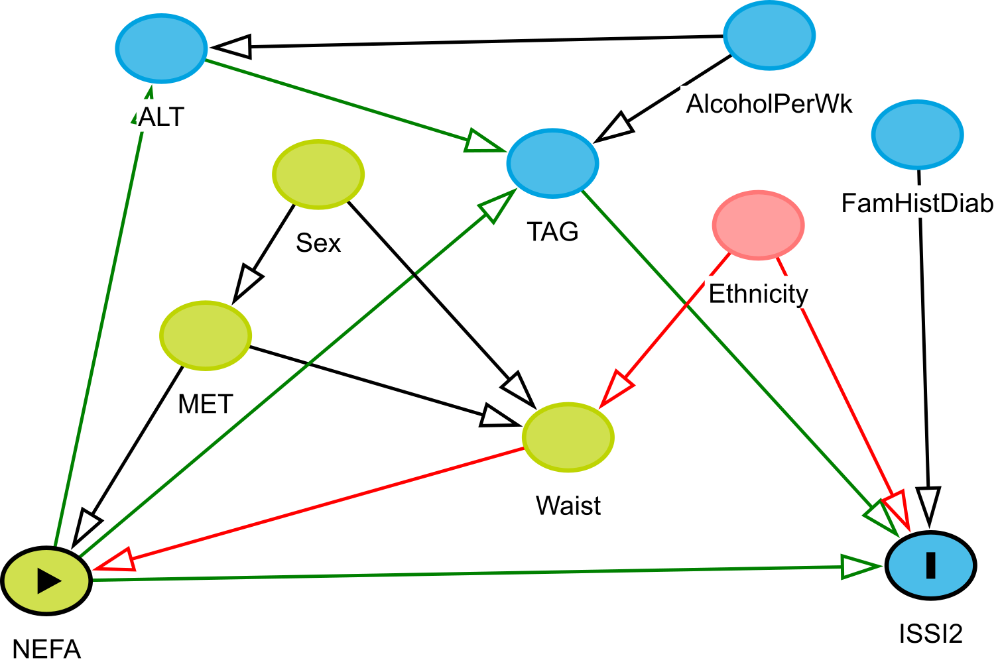 AlcoholPerWk
ALT
FamHistDiab
TAG
Sex
Ethnicity
MET
Waist
ISSI2
NEFA